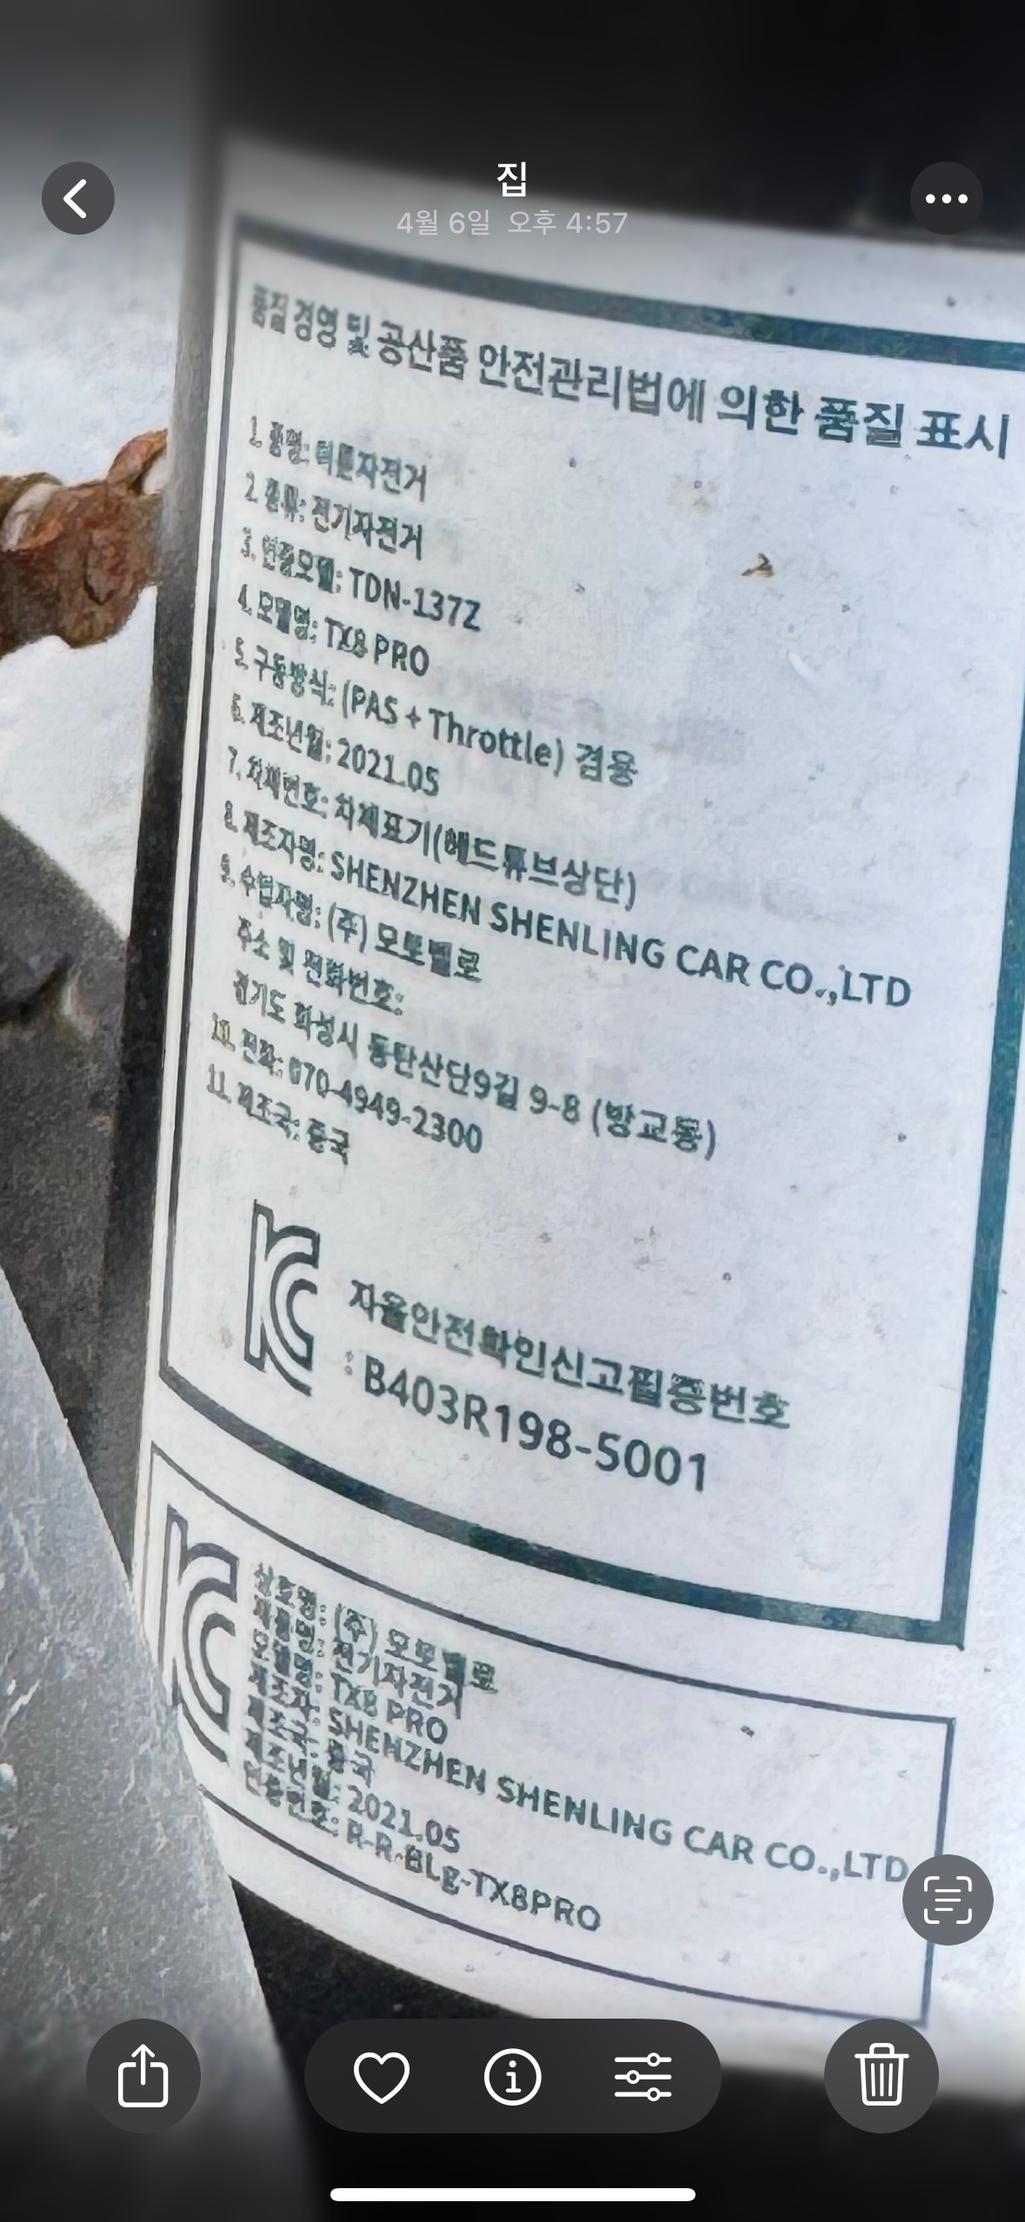 집
4월 6일 오후 4:57
품질경영 및 공산품 안전관리법에 의한 품질 표시
1. 품명: 터튼자전거
2. 종류: 전기자전거
3. 인증모델: TDN-137Z
4. 모델명: TX8 PRO
5. 구동방식: (PAS + Throttle) 겸용
6. 제조년월: 2021.05
7. 차체번호: 차체표기(헤드튜브상단)
8. 제조자명: SHENZHEN SHENLING CAR CO.,LTD
9. 수입자명: (주) 모토벨로
주소 및 전화번호:
경기도 화성시 동탄산단9길 9-8 (방교동)
10. 전화: 070-4949-2300
11. 제조국: 중국
자율안전확인신고필증번호
: B403R198-5001
상호명: (주) 모토벨로
제품명: 전기자전거
모델명: TX8 PRO
제조자: SHENZHEN SHENLING CAR CO.,LTD
제조국: 중국
제조년월: 2021.05
인증번호: R-R-BLg-TX8PRO